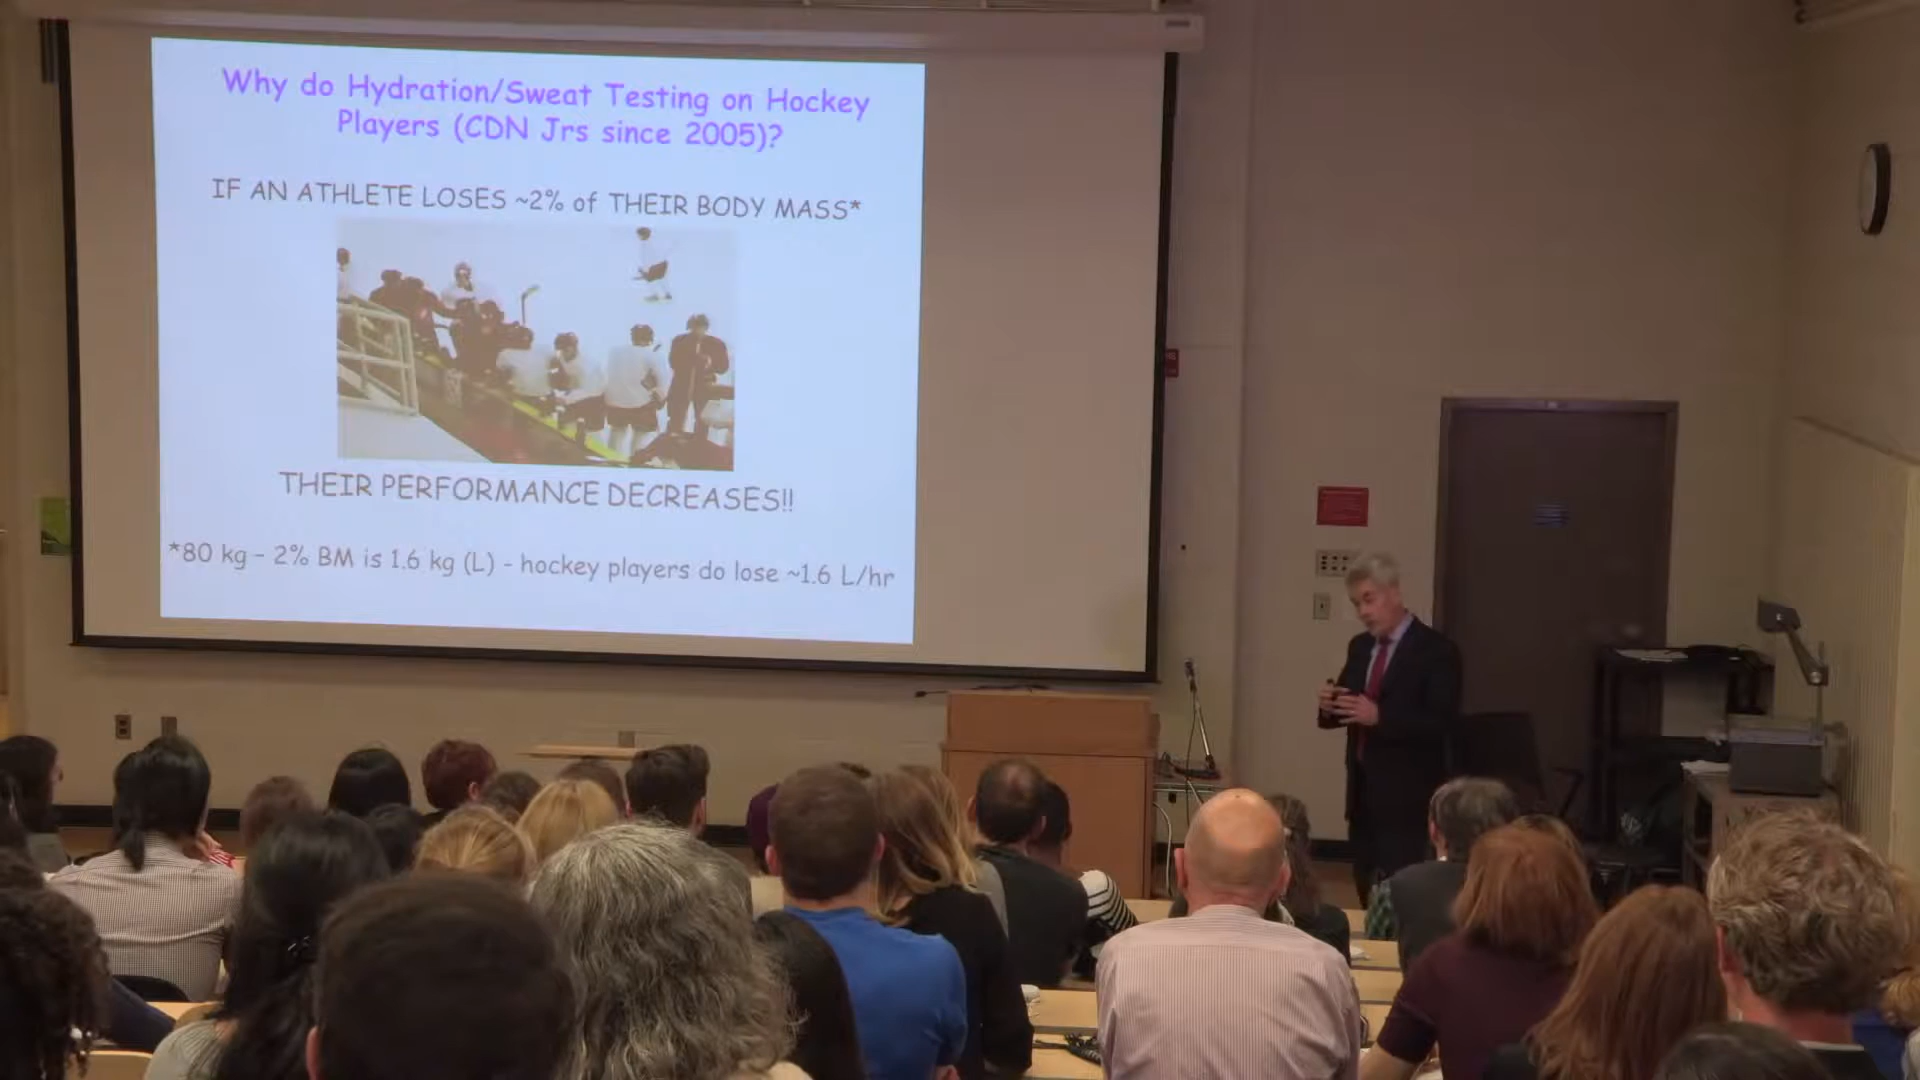 Why do Hydration/Sweat Testing on Hockey
Players (CDN Jrs since 2005)?
IF AN ATHLETE LOSES ~2% of THEIR BODY MASS*
THEIR PERFORMANCE DECREASES!!
*80 kg - 2% BM is 1.6 kg (L) - hockey players do lose ~1.6 L/hr